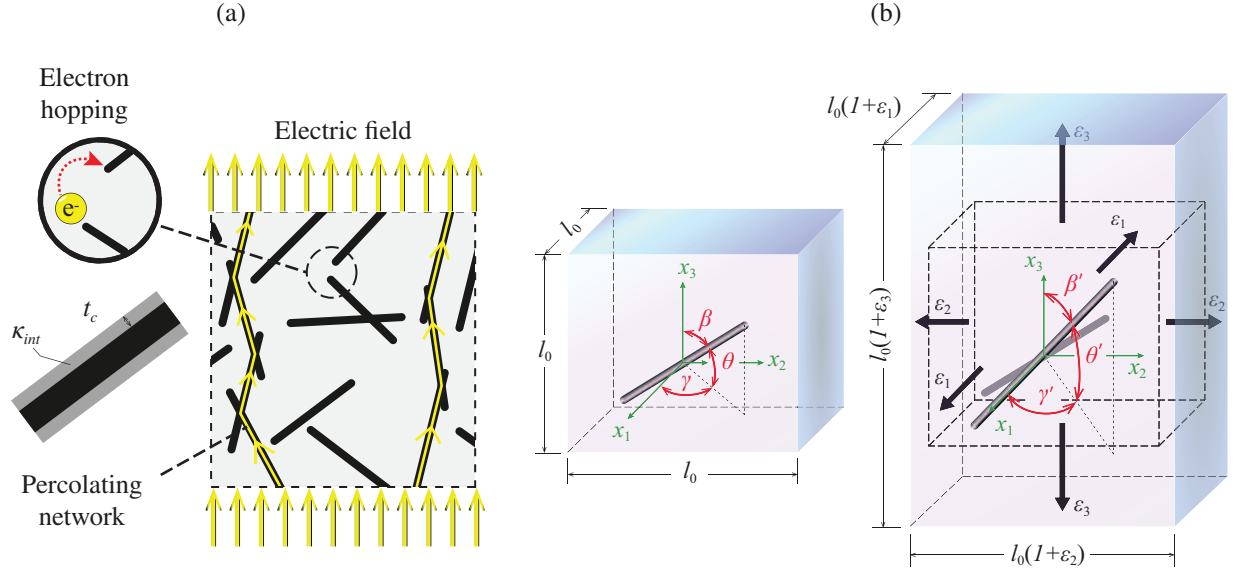 (a)
Electron
hopping
e-
Electric field
t_c
κ_int
Percolating
network
(b)
l_0
l_0
l_0
x_3
x_2
x_1
β
θ
γ
l_0(1+ε_1)
l_0(1+ε_3)
l_0(1+ε_2)
ε_3
ε_1
ε_2
ε_2
ε_1
ε_3
x_3
x_2
x_1
β′
θ′
γ′